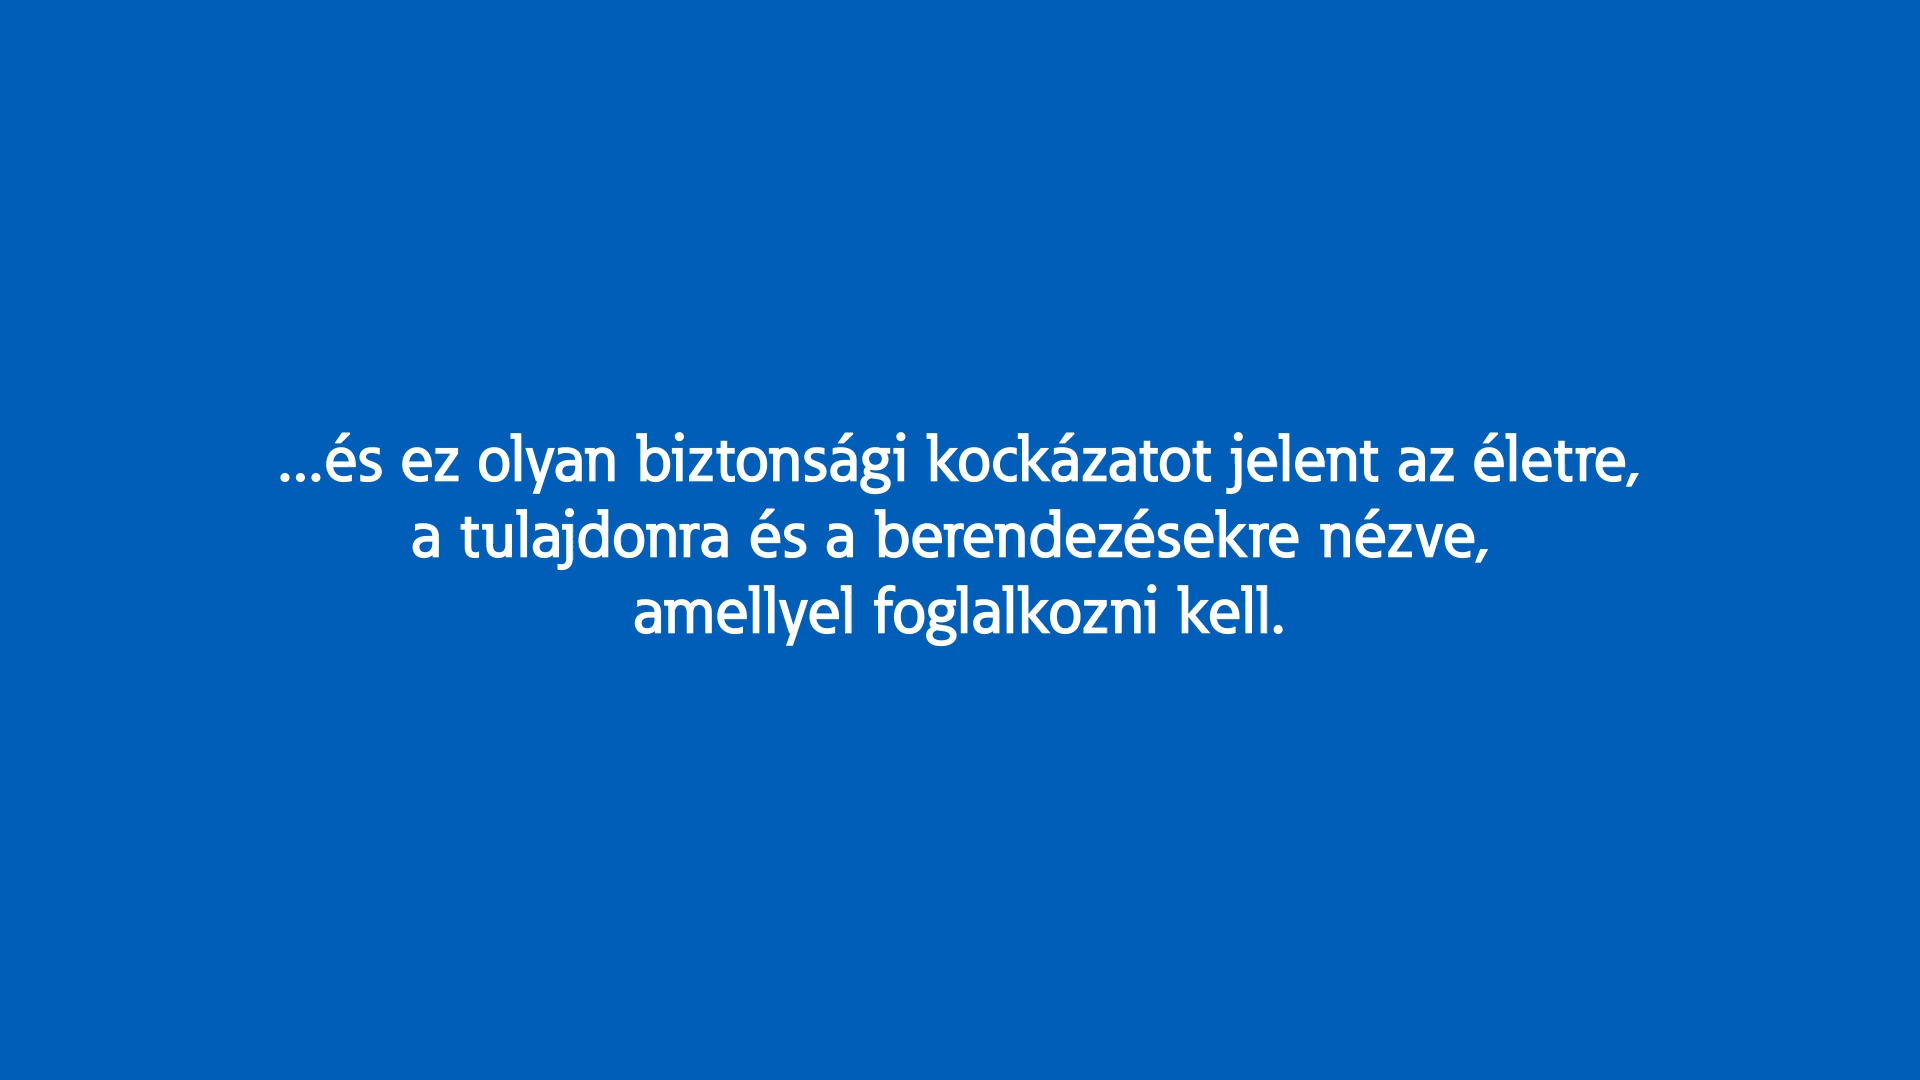 ...és ez olyan biztonsági kockázatot jelent az életre,
a tulajdonra és a berendezésekre nézve,
amellyel foglalkozni kell.